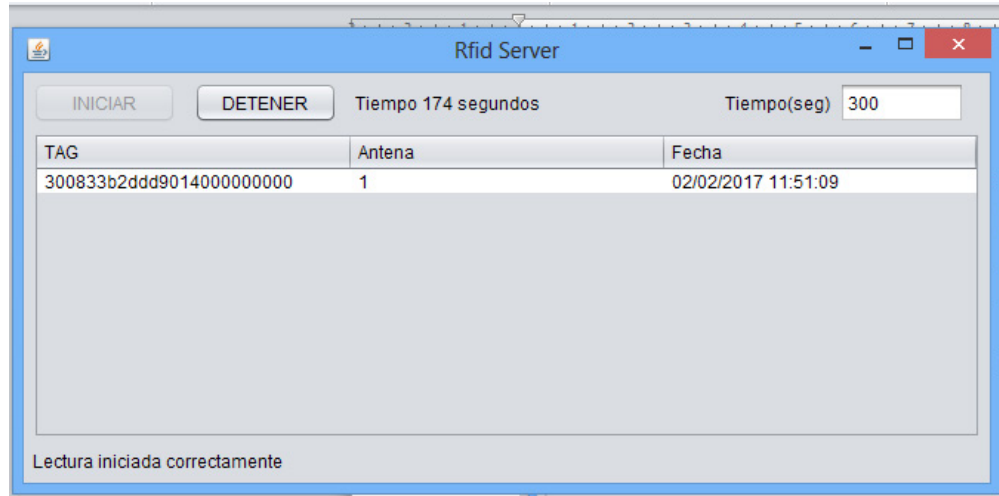 Rfid Server
INICIAR DETENER Tiempo 174 segundos Tiempo(seg) 300
TAG Antena Fecha
300833b2ddd9014000000000 1 02/02/2017 11:51:09
Lectura iniciada correctamente